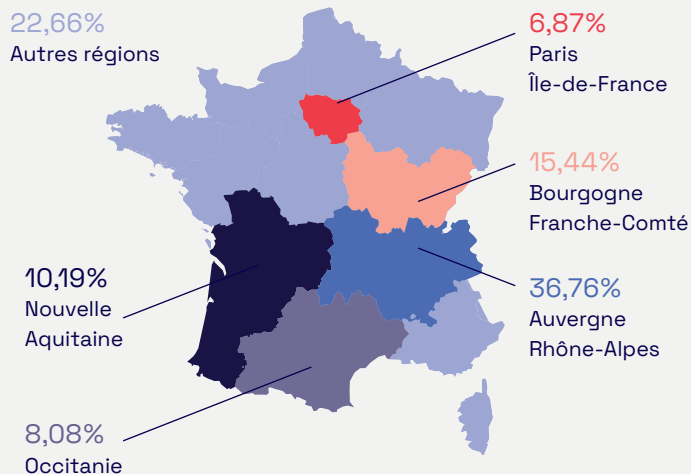 22,66%
Autres régions
6,87%
Paris
Île-de-France
15,44%
Bourgogne
Franche-Comté
10,19%
Nouvelle
Aquitaine
36,76%
Auvergne
Rhône-Alpes
8,08%
Occitanie